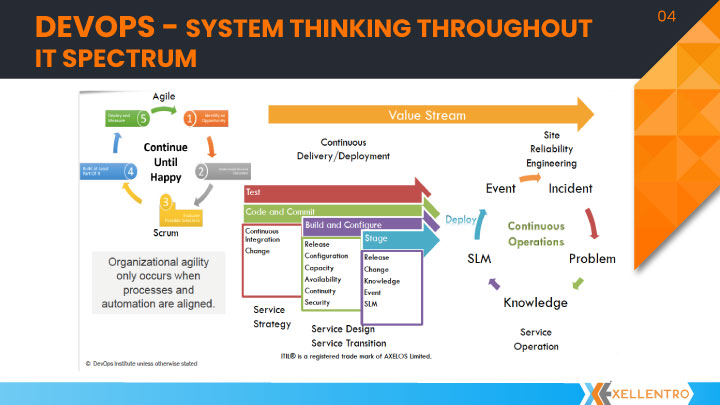 DEVOPS - SYSTEM THINKING THROUGHOUT
IT SPECTRUM
04
Agile
5
1
Continue
Until
Happy
4
2
3
Scrum
Organizational agility
only occurs when
processes and
automation are aligned.
Value Stream
Continuous
Delivery/Deployment
Test
Code and Commit
Build and Configure
Stage
Continuous
Integration
Change
Release
Configuration
Capacity
Availability
Continuity
Security
Release
Change
Knowledge
Event
SLM
Deploy
Service
Strategy
Service Design
Service Transition
Site
Reliability
Engineering
Event
Incident
Continuous
Operations
SLM
Problem
Knowledge
Service
Operation
ITIL® is a registered trade mark of AXELOS Limited.
© DevOps Institute unless otherwise stated
XELLENTRO